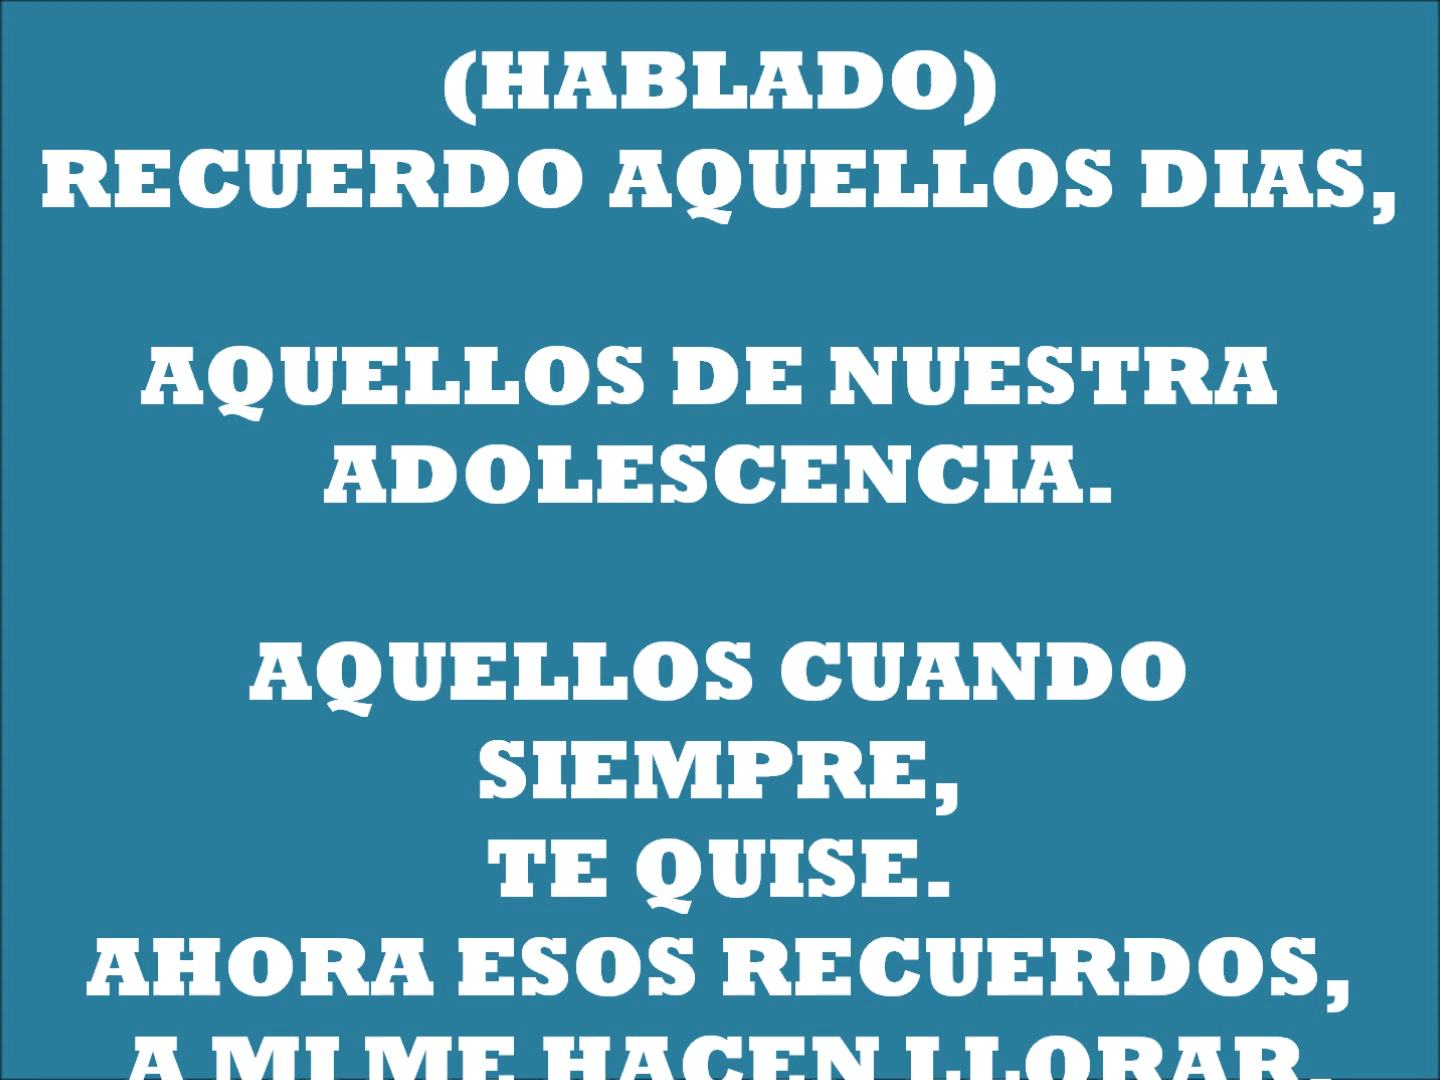 (HABLADO)
RECUERDO AQUELLOS DIAS,
AQUELLOS DE NUESTRA
ADOLESCENCIA.
AQUELLOS CUANDO
SIEMPRE,
TE QUISE.
AHORA ESOS RECUERDOS,
A MI ME HACEN LLORAR.